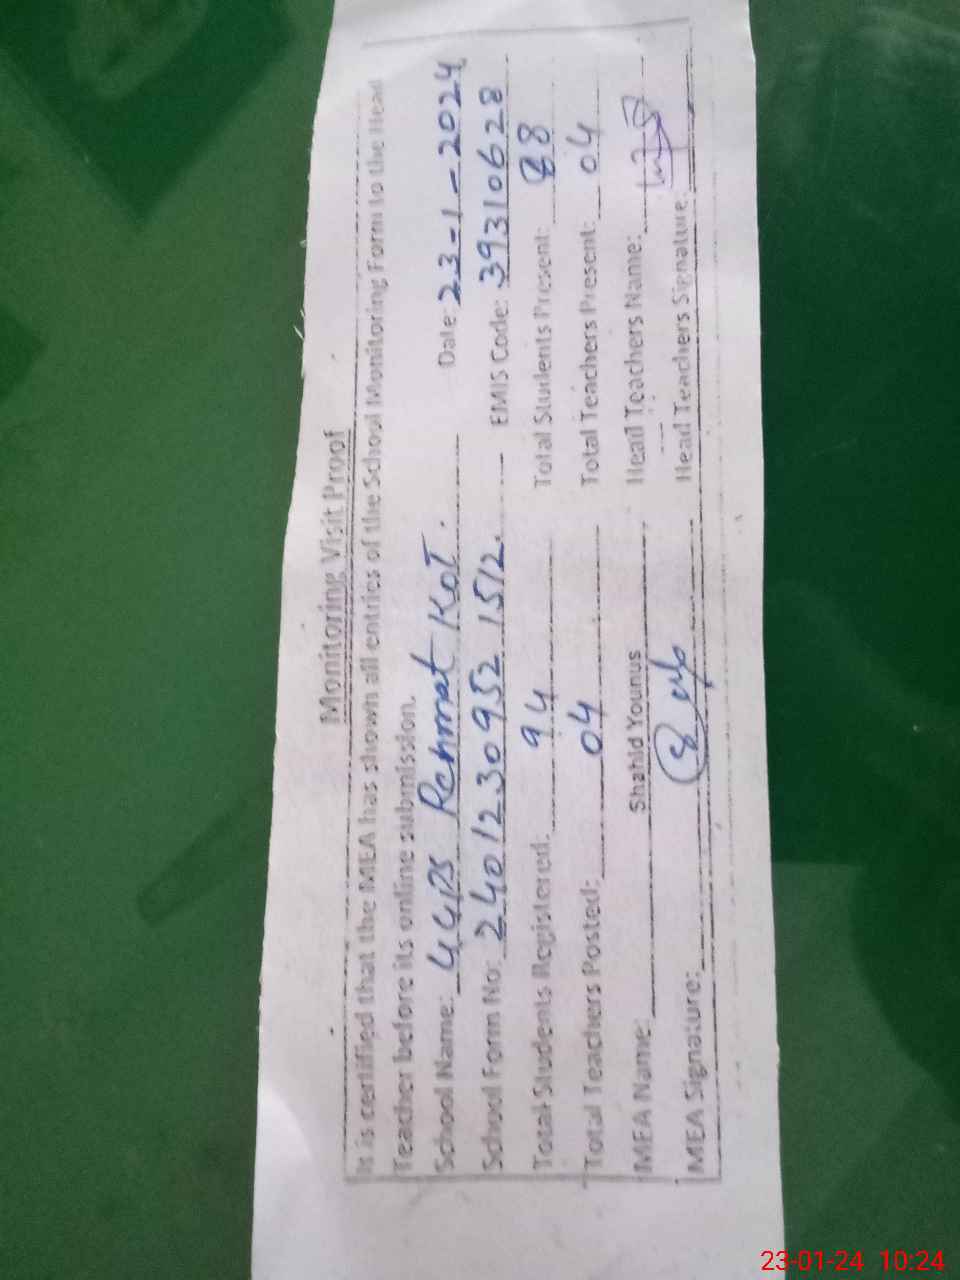 Monitoring Visit Proof
It is certified that the MEA has shown all entries of the School Monitoring Form to the Head
Teacher before its online submission.
School Name: GGPS Rehmat Kot. Date: 23-1-2024
School Form No: 24012309521512. EMIS Code: 39310628
Total Students Registered: 94 Total Students Present: 88
Total Teachers Posted: 04 Total Teachers Present: 04
MEA Name: Shahid Younus Head Teachers Name:
MEA Signature: Head Teachers Signature:
23-01-24 10:24